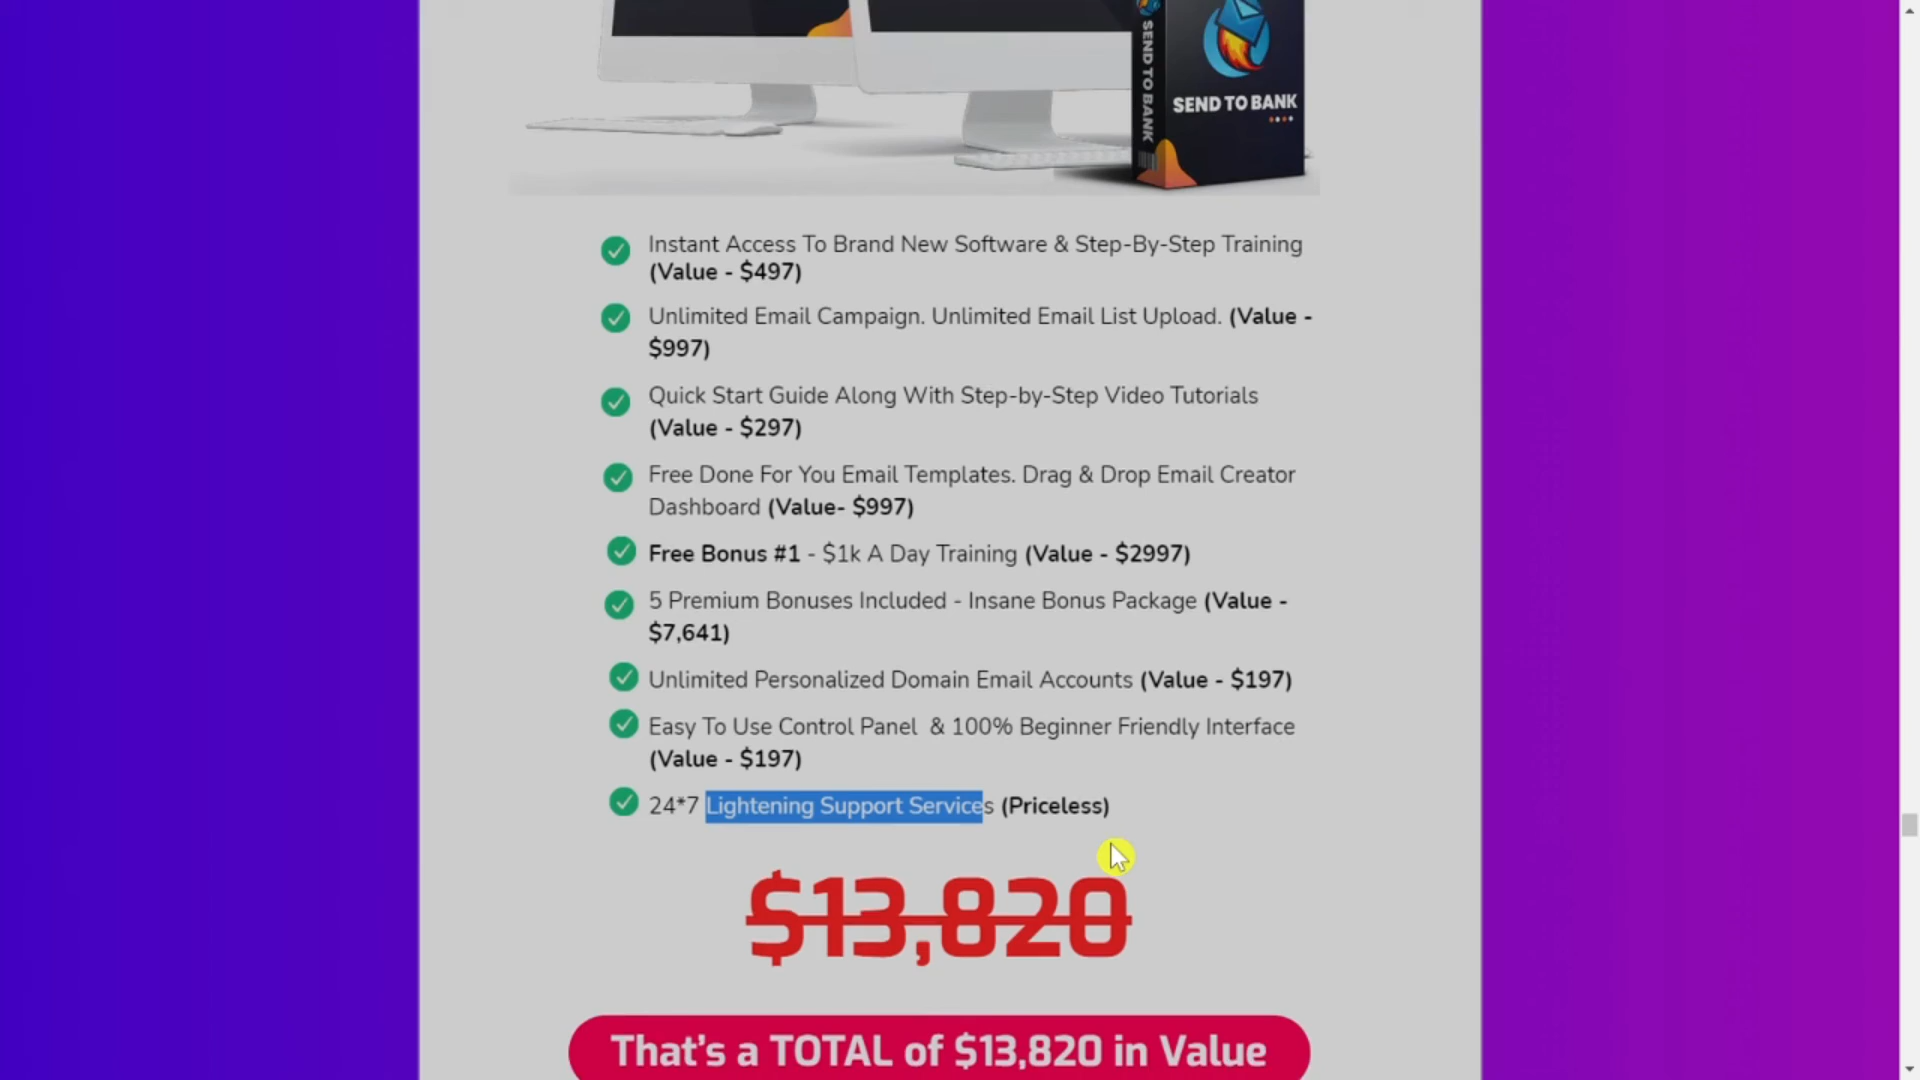 SEND TO BANK
SEND TO BANK
Instant Access To Brand New Software & Step-By-Step Training
(Value - $497)
Unlimited Email Campaign. Unlimited Email List Upload. (Value -
$997)
Quick Start Guide Along With Step-by-Step Video Tutorials
(Value - $297)
Free Done For You Email Templates. Drag & Drop Email Creator
Dashboard (Value- $997)
Free Bonus #1 - $1k A Day Training (Value - $2997)
5 Premium Bonuses Included - Insane Bonus Package (Value -
$7,641)
Unlimited Personalized Domain Email Accounts (Value - $197)
Easy To Use Control Panel  & 100% Beginner Friendly Interface
(Value - $197)
24*7 Lightening Support Services (Priceless)
$13,820
That's a TOTAL of $13,820 in Value